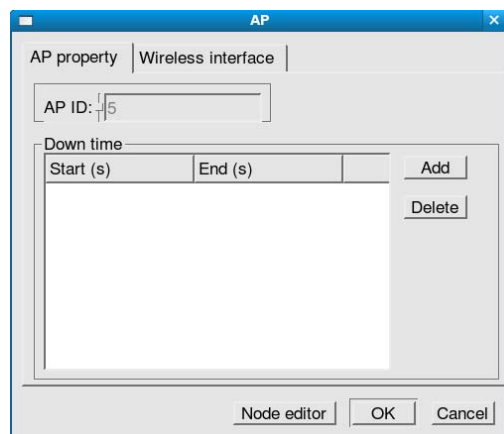 AP
AP property Wireless interface
AP ID: 5
Down time
Start (s) End (s) Add
Delete
Node editor OK Cancel